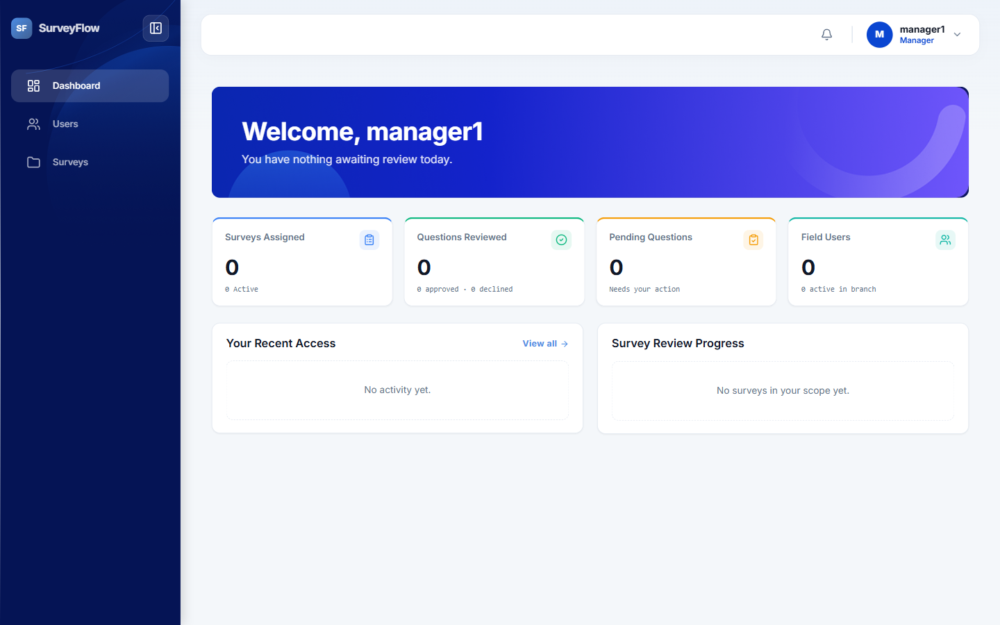 SF SurveyFlow
Dashboard
Users
Surveys
M
manager1
Manager
Welcome, manager1
You have nothing awaiting review today.
Surveys Assigned
0
0 Active
Questions Reviewed
0
0 approved · 0 declined
Pending Questions
0
Needs your action
Field Users
0
0 active in branch
Your Recent Access
View all →
No activity yet.
Survey Review Progress
No surveys in your scope yet.